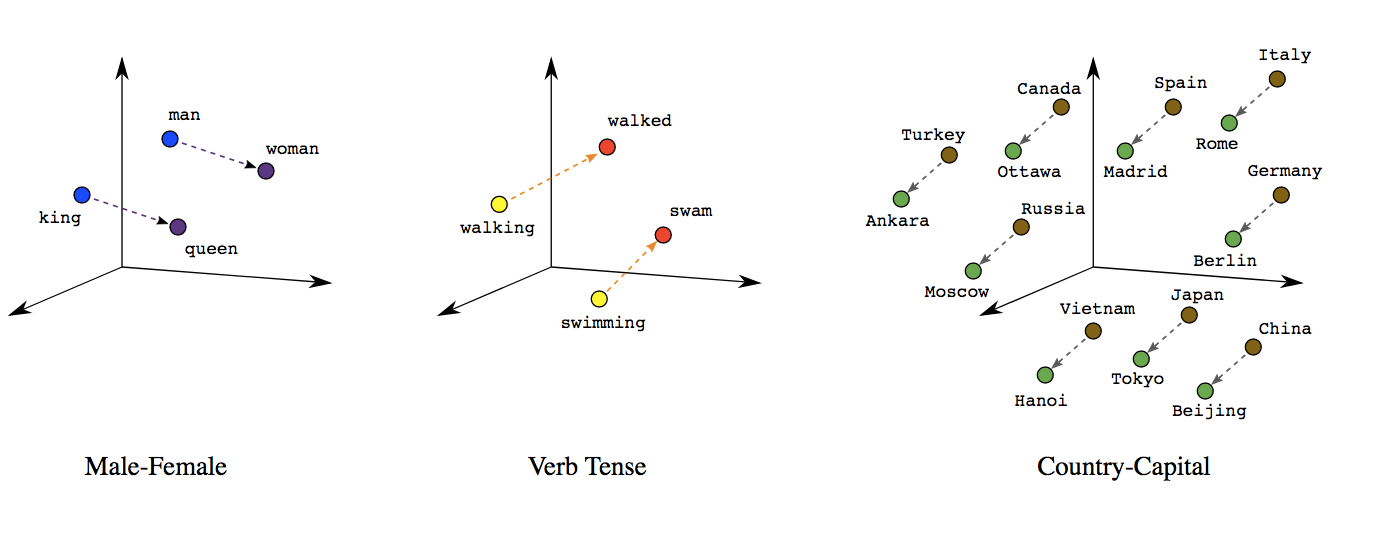 man
woman
king
queen
Male-Female
walked
walking
swam
swimming
Verb Tense
Italy
Canada
Spain
Turkey
Rome
Ottawa
Madrid
Germany
Ankara
Russia
Berlin
Moscow
Japan
Vietnam
China
Tokyo
Hanoi
Beijing
Country-Capital